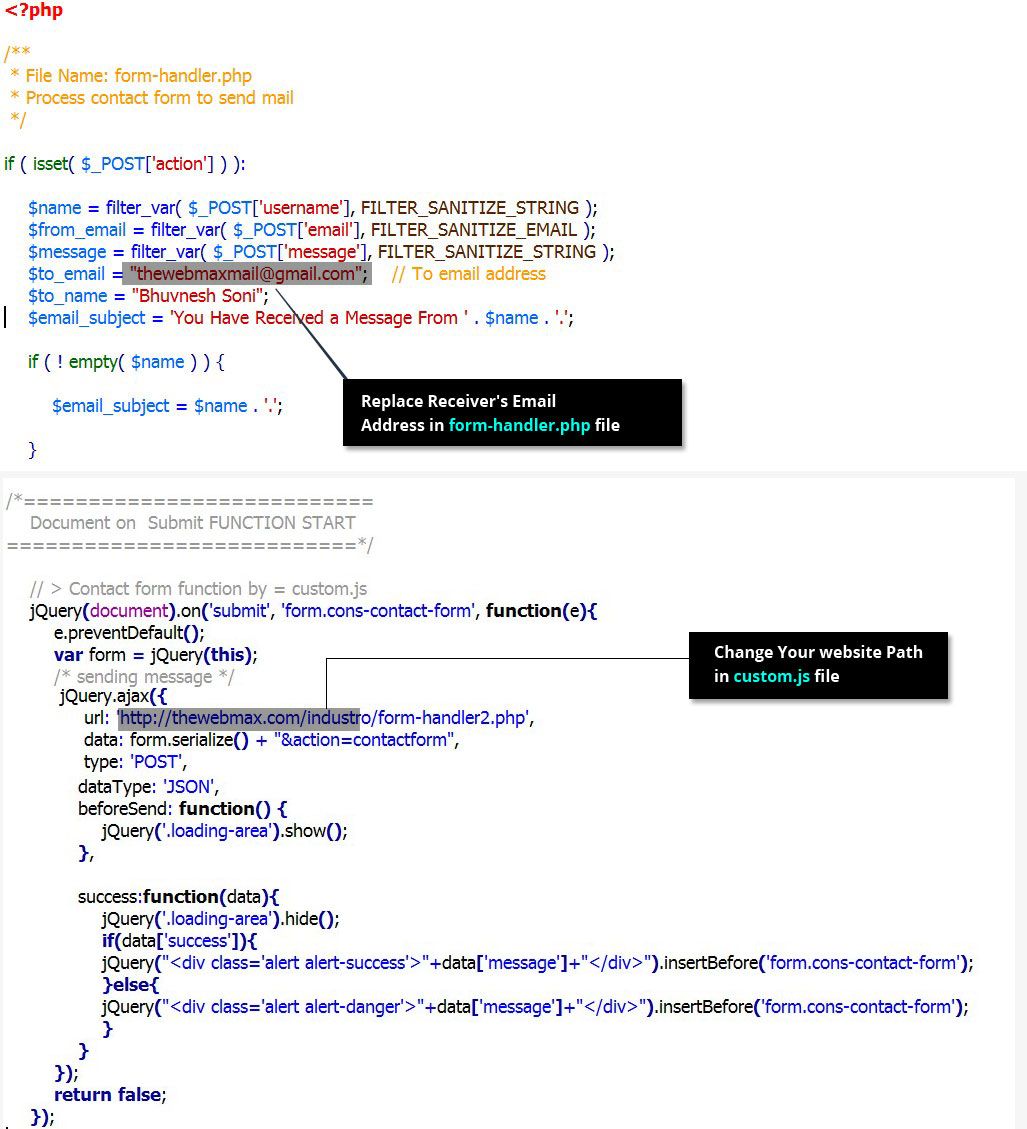 <?php
/**
* File Name: form-handler.php
* Process contact form to send mail
*/
if ( isset( $_POST['action'] ) ):
$name = filter_var( $_POST['username'], FILTER_SANITIZE_STRING );
$from_email = filter_var( $_POST['email'], FILTER_SANITIZE_EMAIL );
$message = filter_var( $_POST['message'], FILTER_SANITIZE_STRING );
$to_email = "thewebmaxmail@gmail.com"; // To email address
$to_name = "Bhuvnesh Soni";
$email_subject = 'You Have Received a Message From ' . $name . '.';
if ( ! empty( $name ) ) {
Replace Receiver's Email
$email_subject = $name . '.';
Address in form-handler.php file
}
/*===========================
Document on Submit FUNCTION START
===========================*/
// > Contact form function by = custom.js
jQuery(document).on('submit', 'form.cons-contact-form', function(e){
e.preventDefault();
var form = jQuery(this);
Change Your website Path
in custom.js file
/* sending message */
jQuery.ajax({
url: 'http://thewebmax.com/industro/form-handler2.php',
data: form.serialize() + "&action=contactform",
type: 'POST',
dataType: 'JSON',
beforeSend: function() {
jQuery('.loading-area').show();
},
success:function(data){
jQuery('.loading-area').hide();
if(data['success']){
jQuery("<div class='alert alert-success'>"+data['message']+"</div>").insertBefore('form.cons-contact-form');
}else{
jQuery("<div class='alert alert-danger'>"+data['message']+"</div>").insertBefore('form.cons-contact-form');
}
}
});
return false;
});